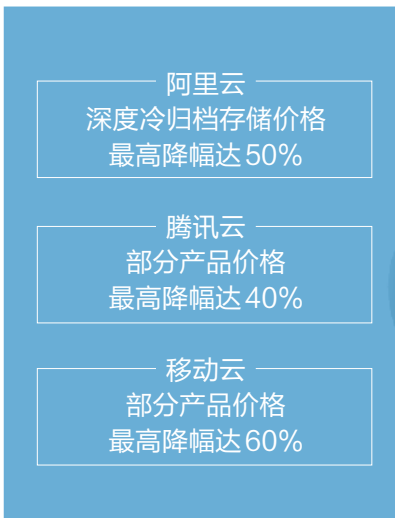 阿里云
深度冷归档存储价格
最高降幅达50%
腾讯云
部分产品价格
最高降幅达40%
移动云
部分产品价格
最高降幅达60%